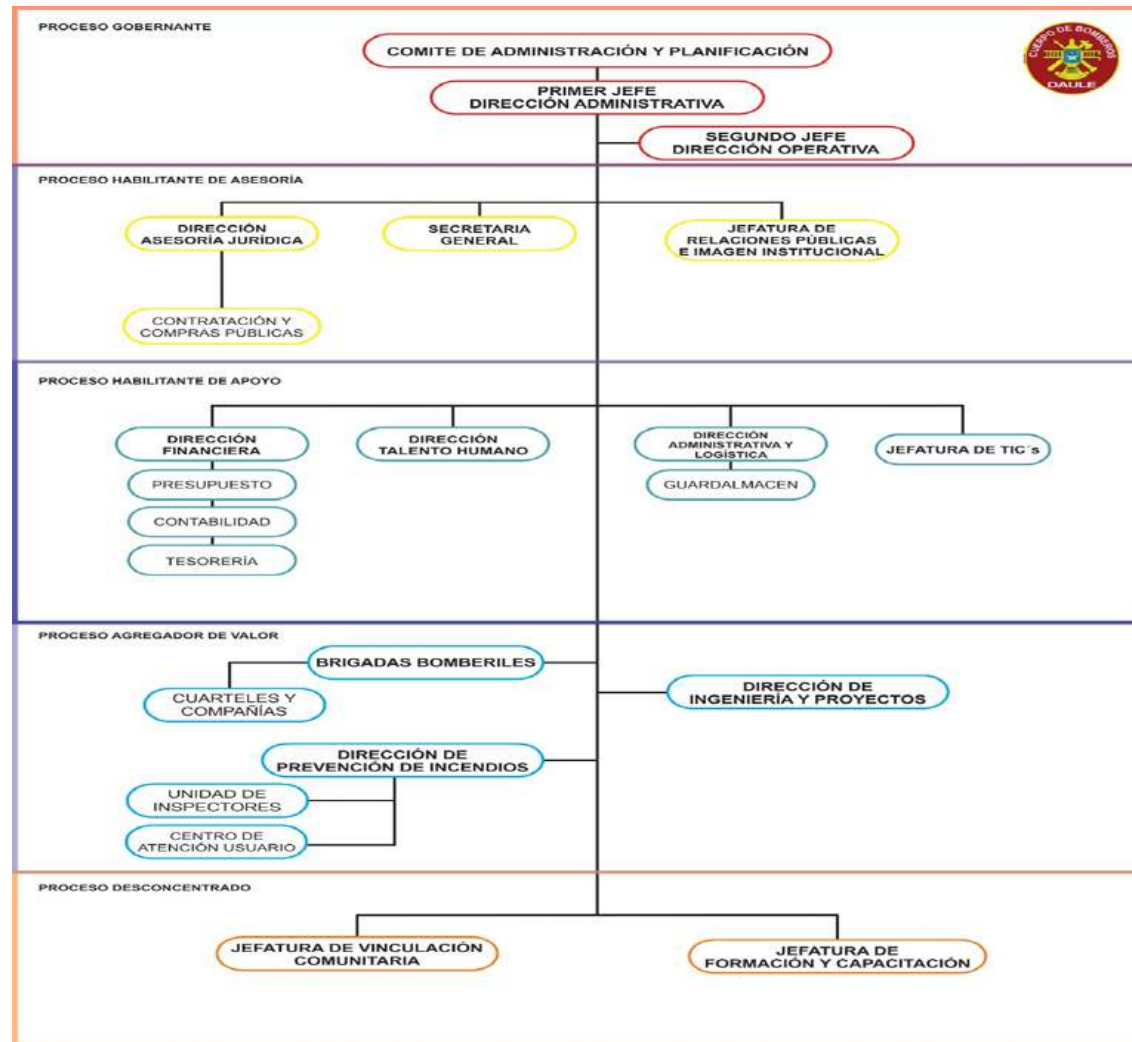 PROCESO GOBERNANTE
CUERPO DE BOMBEROS
DAULE
COMITE DE ADMINISTRACIÓN Y PLANIFICACIÓN
PRIMER JEFE
DIRECCIÓN ADMINISTRATIVA
SEGUNDO JEFE
DIRECCIÓN OPERATIVA
PROCESO HABILITANTE DE ASESORÍA
DIRECCIÓN
ASESORÍA JURÍDICA
SECRETARIA
GENERAL
JEFATURA DE
RELACIONES PÚBLICAS
E IMAGEN INSTITUCIONAL
CONTRATACIÓN Y
COMPRAS PÚBLICAS
PROCESO HABILITANTE DE APOYO
DIRECCIÓN
FINANCIERA
DIRECCIÓN
TALENTO HUMANO
DIRECCIÓN
ADMINISTRATIVA Y
LOGÍSTICA
JEFATURA DE TIC´s
PRESUPUESTO
GUARDALMACEN
CONTABILIDAD
TESORERÍA
PROCESO AGREGADOR DE VALOR
BRIGADAS BOMBERILES
CUARTELES Y
COMPAÑÍAS
DIRECCIÓN DE
INGENIERÍA Y PROYECTOS
DIRECCIÓN DE
PREVENCIÓN DE INCENDIOS
UNIDAD DE
INSPECTORES
CENTRO DE
ATENCIÓN USUARIO
PROCESO DESCONCENTRADO
JEFATURA DE VINCULACIÓN
COMUNITARIA
JEFATURA DE
FORMACIÓN Y CAPACITACIÓN